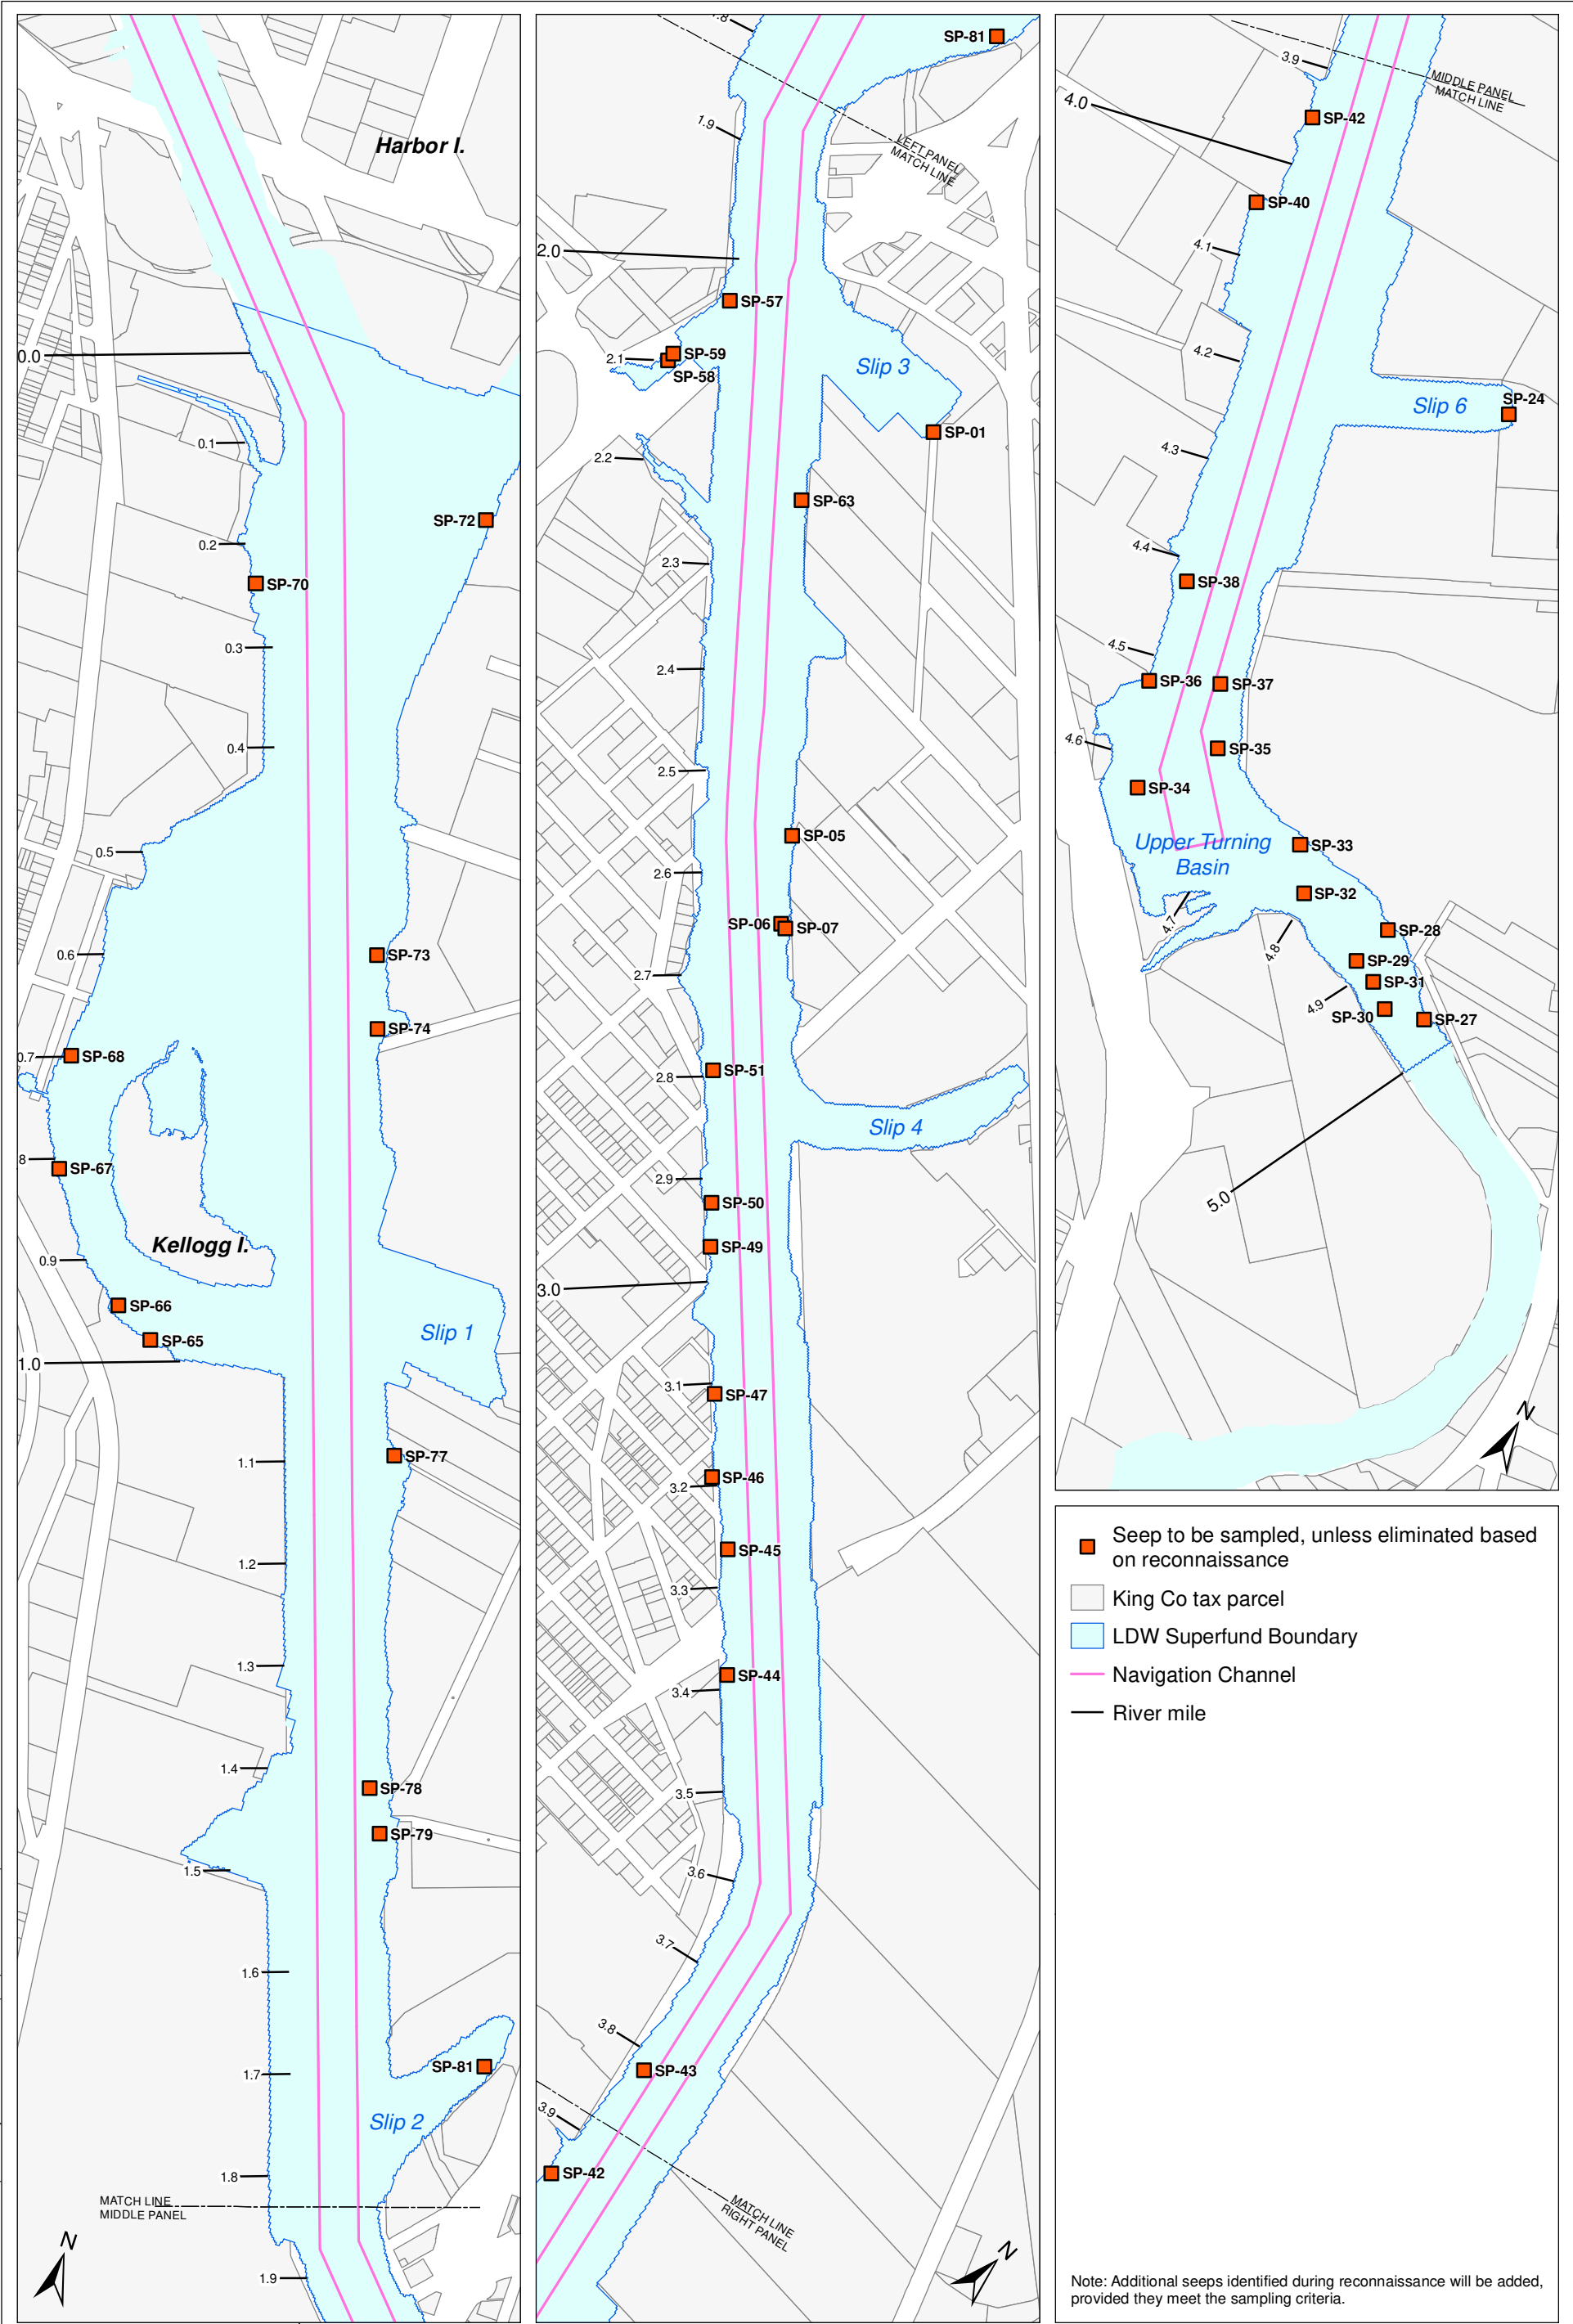 Harbor I.
0.0
0.1
SP-72
0.2
SP-70
0.3
0.4
0.5
0.6
SP-73
SP-74
0.7
SP-68
8
SP-67
Kellogg I.
0.9
SP-66
SP-65
Slip 1
1.0
SP-77
1.1
1.2
1.3
1.4
SP-78
SP-79
1.5
1.6
SP-81
1.7
Slip 2
1.8
MATCH LINE
MIDDLE PANEL
N
1.9
.8
SP-81
1.9
LEFT PANEL
MATCH LINE
2.0
SP-57
2.1
SP-59
SP-58
Slip 3
SP-01
2.2
SP-63
2.3
2.4
2.5
SP-05
2.6
SP-06
SP-07
2.7
SP-51
2.8
Slip 4
2.9
SP-50
SP-49
3.0
3.1
SP-47
SP-46
3.2
SP-45
3.3
SP-44
3.4
3.5
3.6
3.7
3.8
SP-43
3.9
SP-42
MATCH LINE
RIGHT PANEL
N
3.9
MIDDLE PANEL
MATCH LINE
4.0
SP-42
SP-40
4.1
4.2
SP-24
Slip 6
4.3
4.4
SP-38
4.5
SP-36
SP-37
4.6
SP-35
SP-34
Upper Turning
Basin
SP-33
SP-32
4.7
4.8
SP-28
SP-29
SP-31
4.9
SP-30
SP-27
5.0
N
Seep to be sampled, unless eliminated based
on reconnaissance
King Co tax parcel
LDW Superfund Boundary
Navigation Channel
River mile
Note: Additional seeps identified during reconnaissance will be added,
provided they meet the sampling criteria.